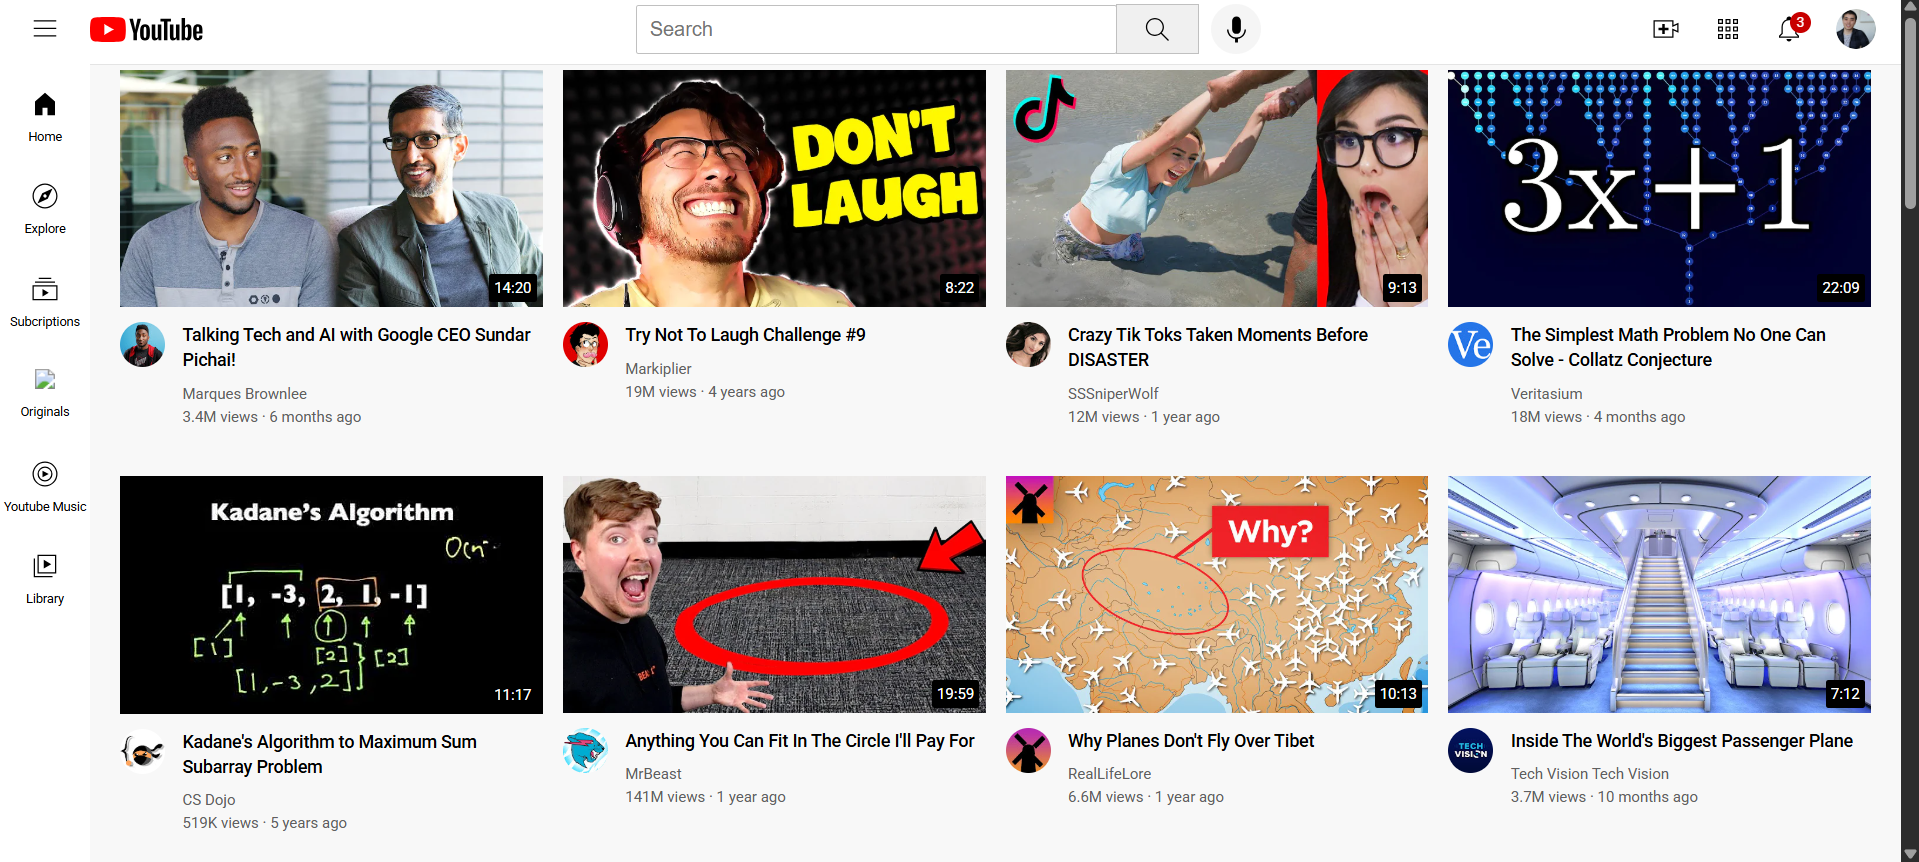 YouTube
Search
3
Home
Explore
Subcriptions
Originals
Youtube Music
Library
14:20
Talking Tech and AI with Google CEO Sundar
Pichai!
Marques Brownlee
3.4M views · 6 months ago
DON'T
LAUGH
8:22
Try Not To Laugh Challenge #9
Markiplier
19M views · 4 years ago
9:13
Crazy Tik Toks Taken Moments Before
DISASTER
SSSniperWolf
12M views · 1 year ago
3x+1
22:09
Ve
The Simplest Math Problem No One Can
Solve - Collatz Conjecture
Veritasium
18M views · 4 months ago
Kadane's Algorithm
[1, -3, 2, 1, -1]
[1]
[2]
[2]
[1,-3,2]
11:17
Kadane's Algorithm to Maximum Sum
Subarray Problem
CS Dojo
519K views · 5 years ago
19:59
Anything You Can Fit In The Circle I'll Pay For
MrBeast
141M views · 1 year ago
Why?
10:13
Why Planes Don't Fly Over Tibet
RealLifeLore
6.6M views · 1 year ago
7:12
TECH
VISION
Inside The World's Biggest Passenger Plane
Tech Vision Tech Vision
3.7M views · 10 months ago